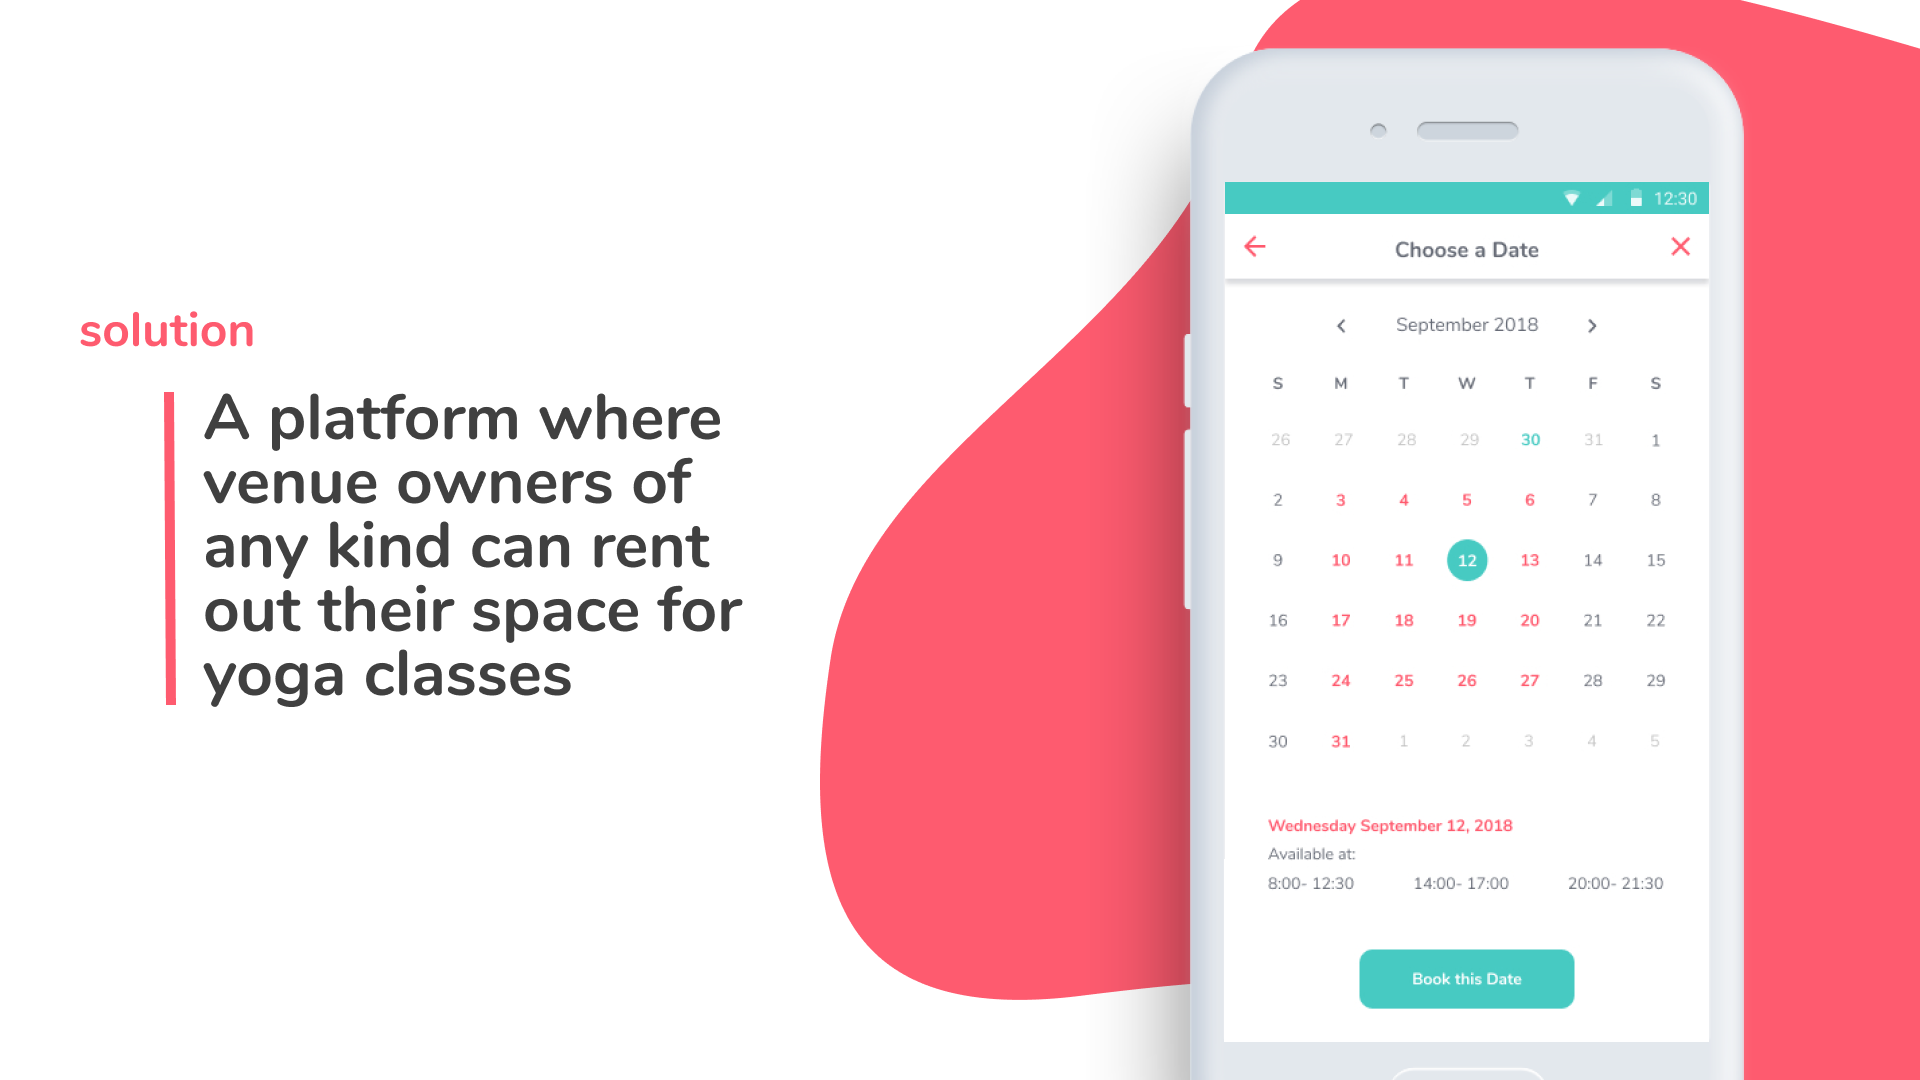 solution
A platform where
venue owners of
any kind can rent
out their space for
yoga classes
12:30
Choose a Date
September 2018
S M T W T F S
26 27 28 29 30 31 1
2 3 4 5 6 7 8
9 10 11 12 13 14 15
16 17 18 19 20 21 22
23 24 25 26 27 28 29
30 31 1 2 3 4 5
Wednesday September 12, 2018
Available at:
8:00- 12:30 14:00- 17:00 20:00- 21:30
Book this Date